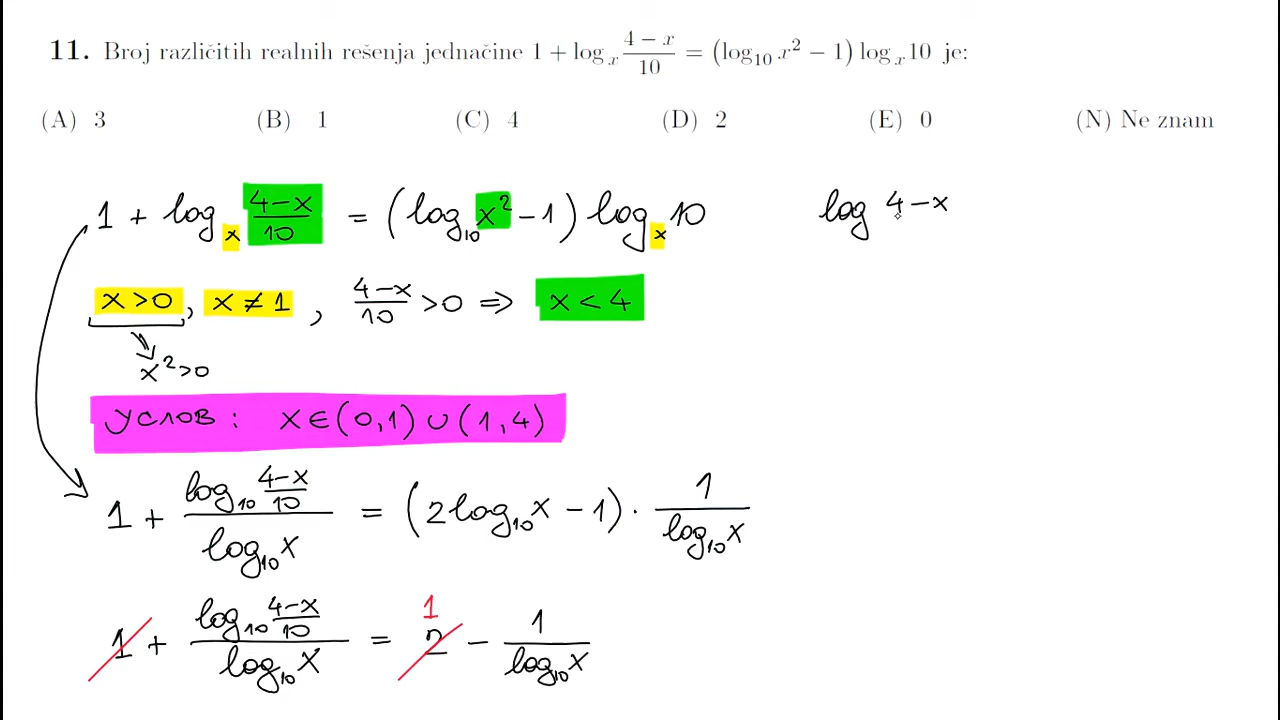 11. Broj različitih realnih rešenja jednačine 1 + log_x (4 − x)/10 = (log_10 x² − 1) log_x 10 je:
(A) 3 (B) 1 (C) 4 (D) 2 (E) 0 (N) Ne znam
1 + log_x (4−x)/10 = (log_10 x² −1) log_x 10
log 4−x
x>0, x≠1, (4−x)/10 >0 ⇒ x<4
x²>0
УСЛОВ: x∈(0,1)∪(1,4)
1 + (log_10 (4−x)/10)/(log_10 x) = (2log_10 x −1)· 1/(log_10 x)
1
1 + (log_10 (4−x)/10)/(log_10 x) = 2 − 1/(log_10 x)